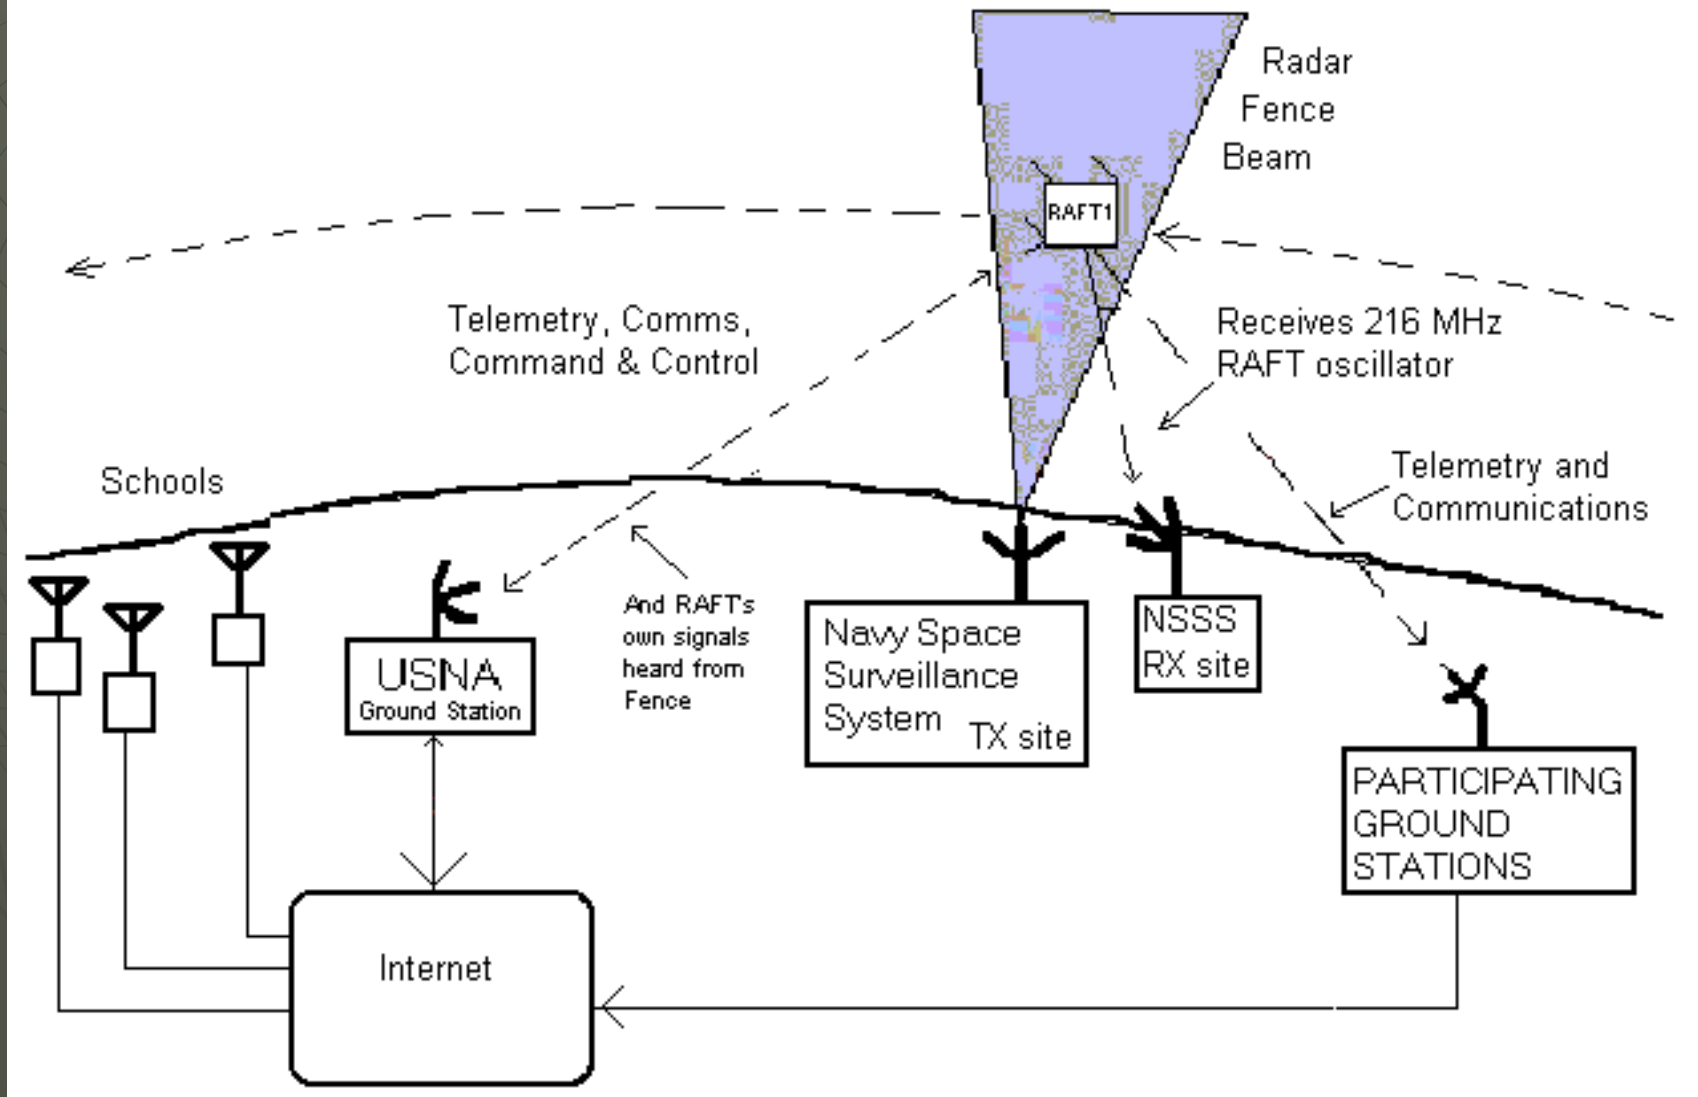 Radar
Fence
Beam
RAFT1
Telemetry, Comms,
Command & Control
Receives 216 MHz
RAFT oscillator
Schools
Telemetry and
Communications
And RAFT's
own signals
heard from
Fence
USNA
Ground Station
Navy Space
Surveillance
System
TX site
NSSS
RX site
PARTICIPATING
GROUND
STATIONS
Internet